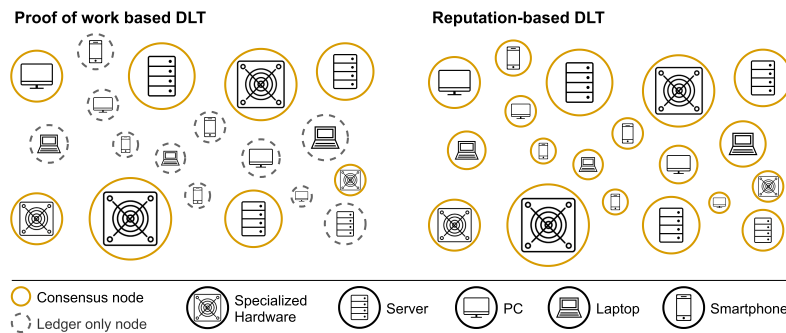 Proof of work based DLT
Reputation-based DLT
Consensus node
Ledger only node
Specialized
Hardware
Server
PC
Laptop
Smartphone